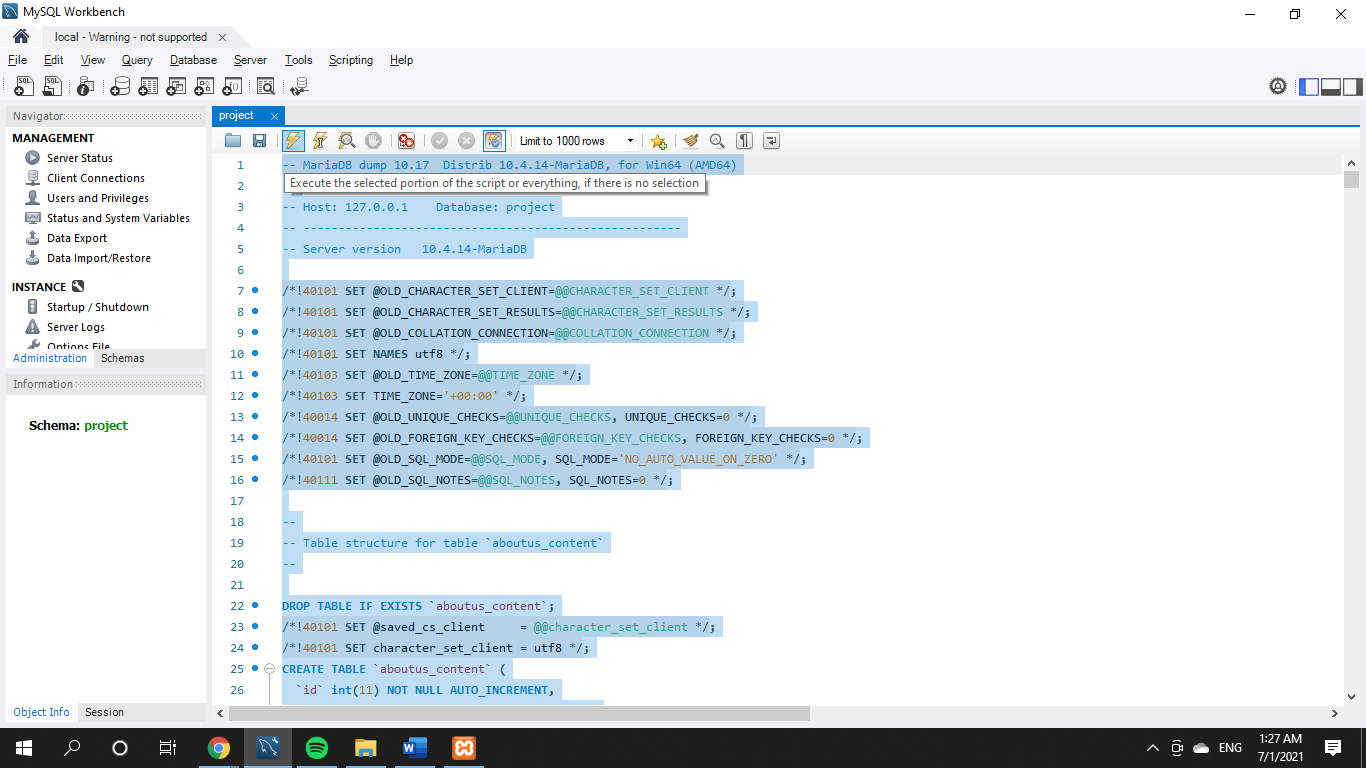 MySQL Workbench
local - Warning - not supported
File Edit View Query Database Server Tools Scripting Help
Navigator
MANAGEMENT
Server Status
Client Connections
Users and Privileges
Status and System Variables
Data Export
Data Import/Restore
INSTANCE
Startup / Shutdown
Server Logs
Options File
Administration Schemas
Information
Schema: project
Object Info Session
project
Limit to 1000 rows
1 -- MariaDB dump 10.17  Distrib 10.4.14-MariaDB, for Win64 (AMD64)
Execute the selected portion of the script or everything, if there is no selection
2 --
3 -- Host: 127.0.0.1    Database: project
4 -- ------------------------------------------------------
5 -- Server version   10.4.14-MariaDB
6
7 /*!40101 SET @OLD_CHARACTER_SET_CLIENT=@@CHARACTER_SET_CLIENT */;
8 /*!40101 SET @OLD_CHARACTER_SET_RESULTS=@@CHARACTER_SET_RESULTS */;
9 /*!40101 SET @OLD_COLLATION_CONNECTION=@@COLLATION_CONNECTION */;
10 /*!40101 SET NAMES utf8 */;
11 /*!40103 SET @OLD_TIME_ZONE=@@TIME_ZONE */;
12 /*!40103 SET TIME_ZONE='+00:00' */;
13 /*!40014 SET @OLD_UNIQUE_CHECKS=@@UNIQUE_CHECKS, UNIQUE_CHECKS=0 */;
14 /*!40014 SET @OLD_FOREIGN_KEY_CHECKS=@@FOREIGN_KEY_CHECKS, FOREIGN_KEY_CHECKS=0 */;
15 /*!40101 SET @OLD_SQL_MODE=@@SQL_MODE, SQL_MODE='NO_AUTO_VALUE_ON_ZERO' */;
16 /*!40111 SET @OLD_SQL_NOTES=@@SQL_NOTES, SQL_NOTES=0 */;
17
18 --
19 -- Table structure for table `aboutus_content`
20 --
21
22 DROP TABLE IF EXISTS `aboutus_content`;
23 /*!40101 SET @saved_cs_client     = @@character_set_client */;
24 /*!40101 SET character_set_client = utf8 */;
25 CREATE TABLE `aboutus_content` (
26 `id` int(11) NOT NULL AUTO_INCREMENT,
ENG
1:27 AM
7/1/2021